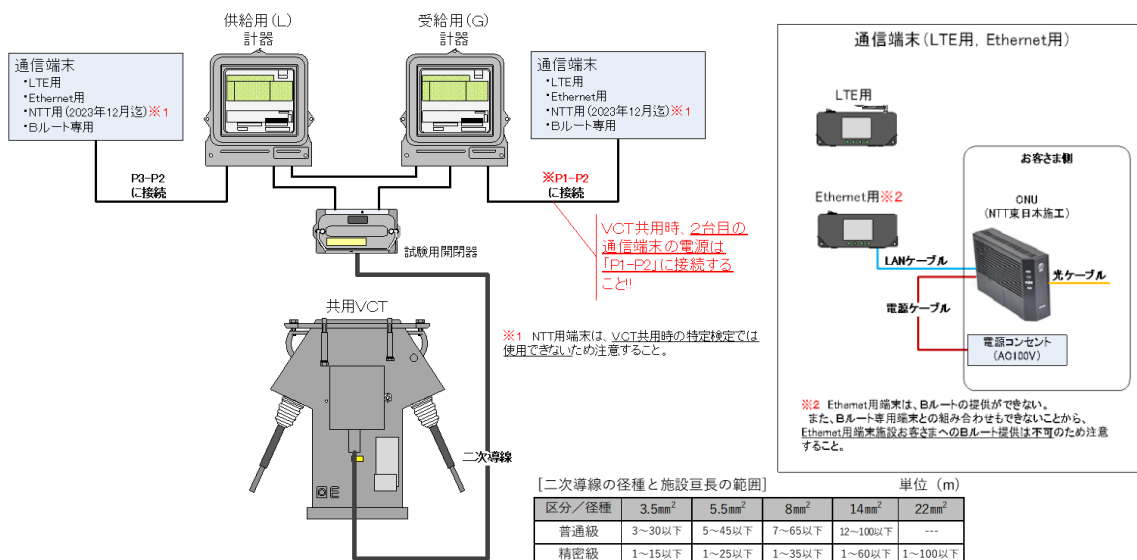 供給用(L)
計器
受給用(G)
計器
通信端末
・LTE用
・Ethernet用
・NTT用(2023年12月迄)※1
・Bルート専用
通信端末
・LTE用
・Ethernet用
・NTT用(2023年12月迄)※1
・Bルート専用
P3-P2
に接続
※P1-P2
に接続
試験用開閉器
VCT共用時、2台目の
通信端末の電源は
「P1-P2」に接続する
こと!!
共用VCT
※1 NTT用端末は、VCT共用時の特定検定では
使用できないため注意すること。
二次導線
E
通信端末(LTE用, Ethernet用)
LTE用
お客さま側
Ethernet用※2
ONU
(NTT東日本施工)
LANケーブル
光ケーブル
電源ケーブル
電源コンセント
(AC100V)
※2 Ethernet用端末は、Bルートの提供ができない。
また、Bルート専用端末との組み合わせもできないことから、
Ethernet用端末施設お客さまへのBルート提供は不可のため注意
すること。
[二次導線の径種と施設亘長の範囲] 単位 (m)
区分/径種 3.5mm² 5.5mm² 8mm² 14mm² 22mm²
普通級 3~30以下 5~45以下 7~65以下 12~100以下 ---
精密級 1~15以下 1~25以下 1~35以下 1~60以下 1~100以下